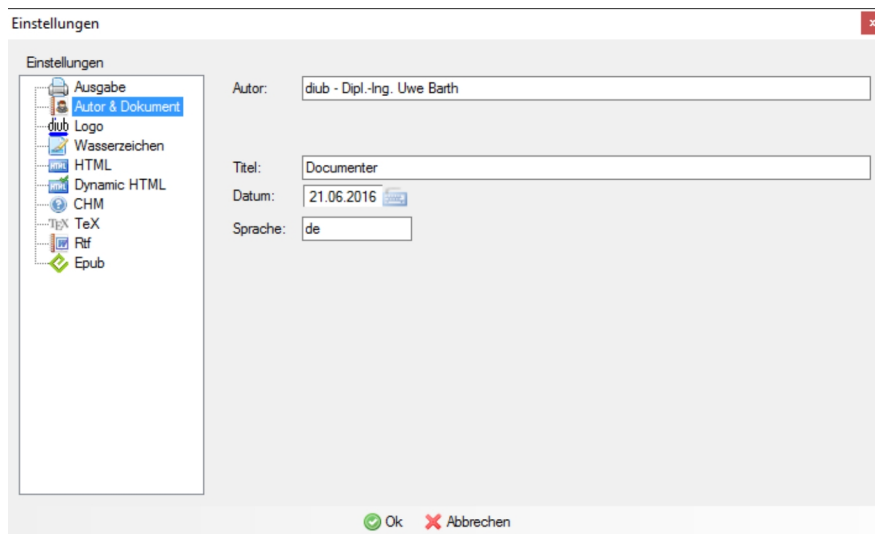 Einstellungen
Einstellungen
Ausgabe
Autor & Dokument
diub Logo
Wasserzeichen
HTML HTML
HTML Dynamic HTML
CHM
TEX TeX
Rtf
Epub
Autor: diub - Dipl.-Ing. Uwe Barth
Titel: Documenter
Datum: 21.06.2016
Sprache: de
Ok Abbrechen